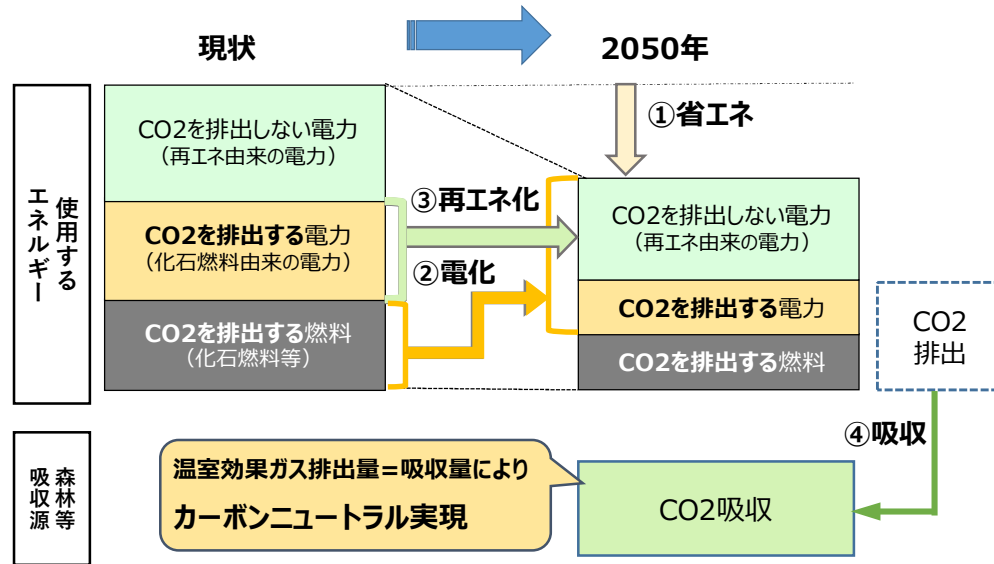 現状
2050年
使用する
エネルギー
CO2を排出しない電力
（再エネ由来の電力）
CO2を排出する電力
（化石燃料由来の電力）
CO2を排出する燃料
（化石燃料等）
①省エネ
③再エネ化
②電化
CO2を排出しない電力
（再エネ由来の電力）
CO2を排出する電力
CO2を排出する燃料
CO2
排出
④吸収
森林等
吸収源
温室効果ガス排出量=吸収量により
カーボンニュートラル実現
CO2吸収